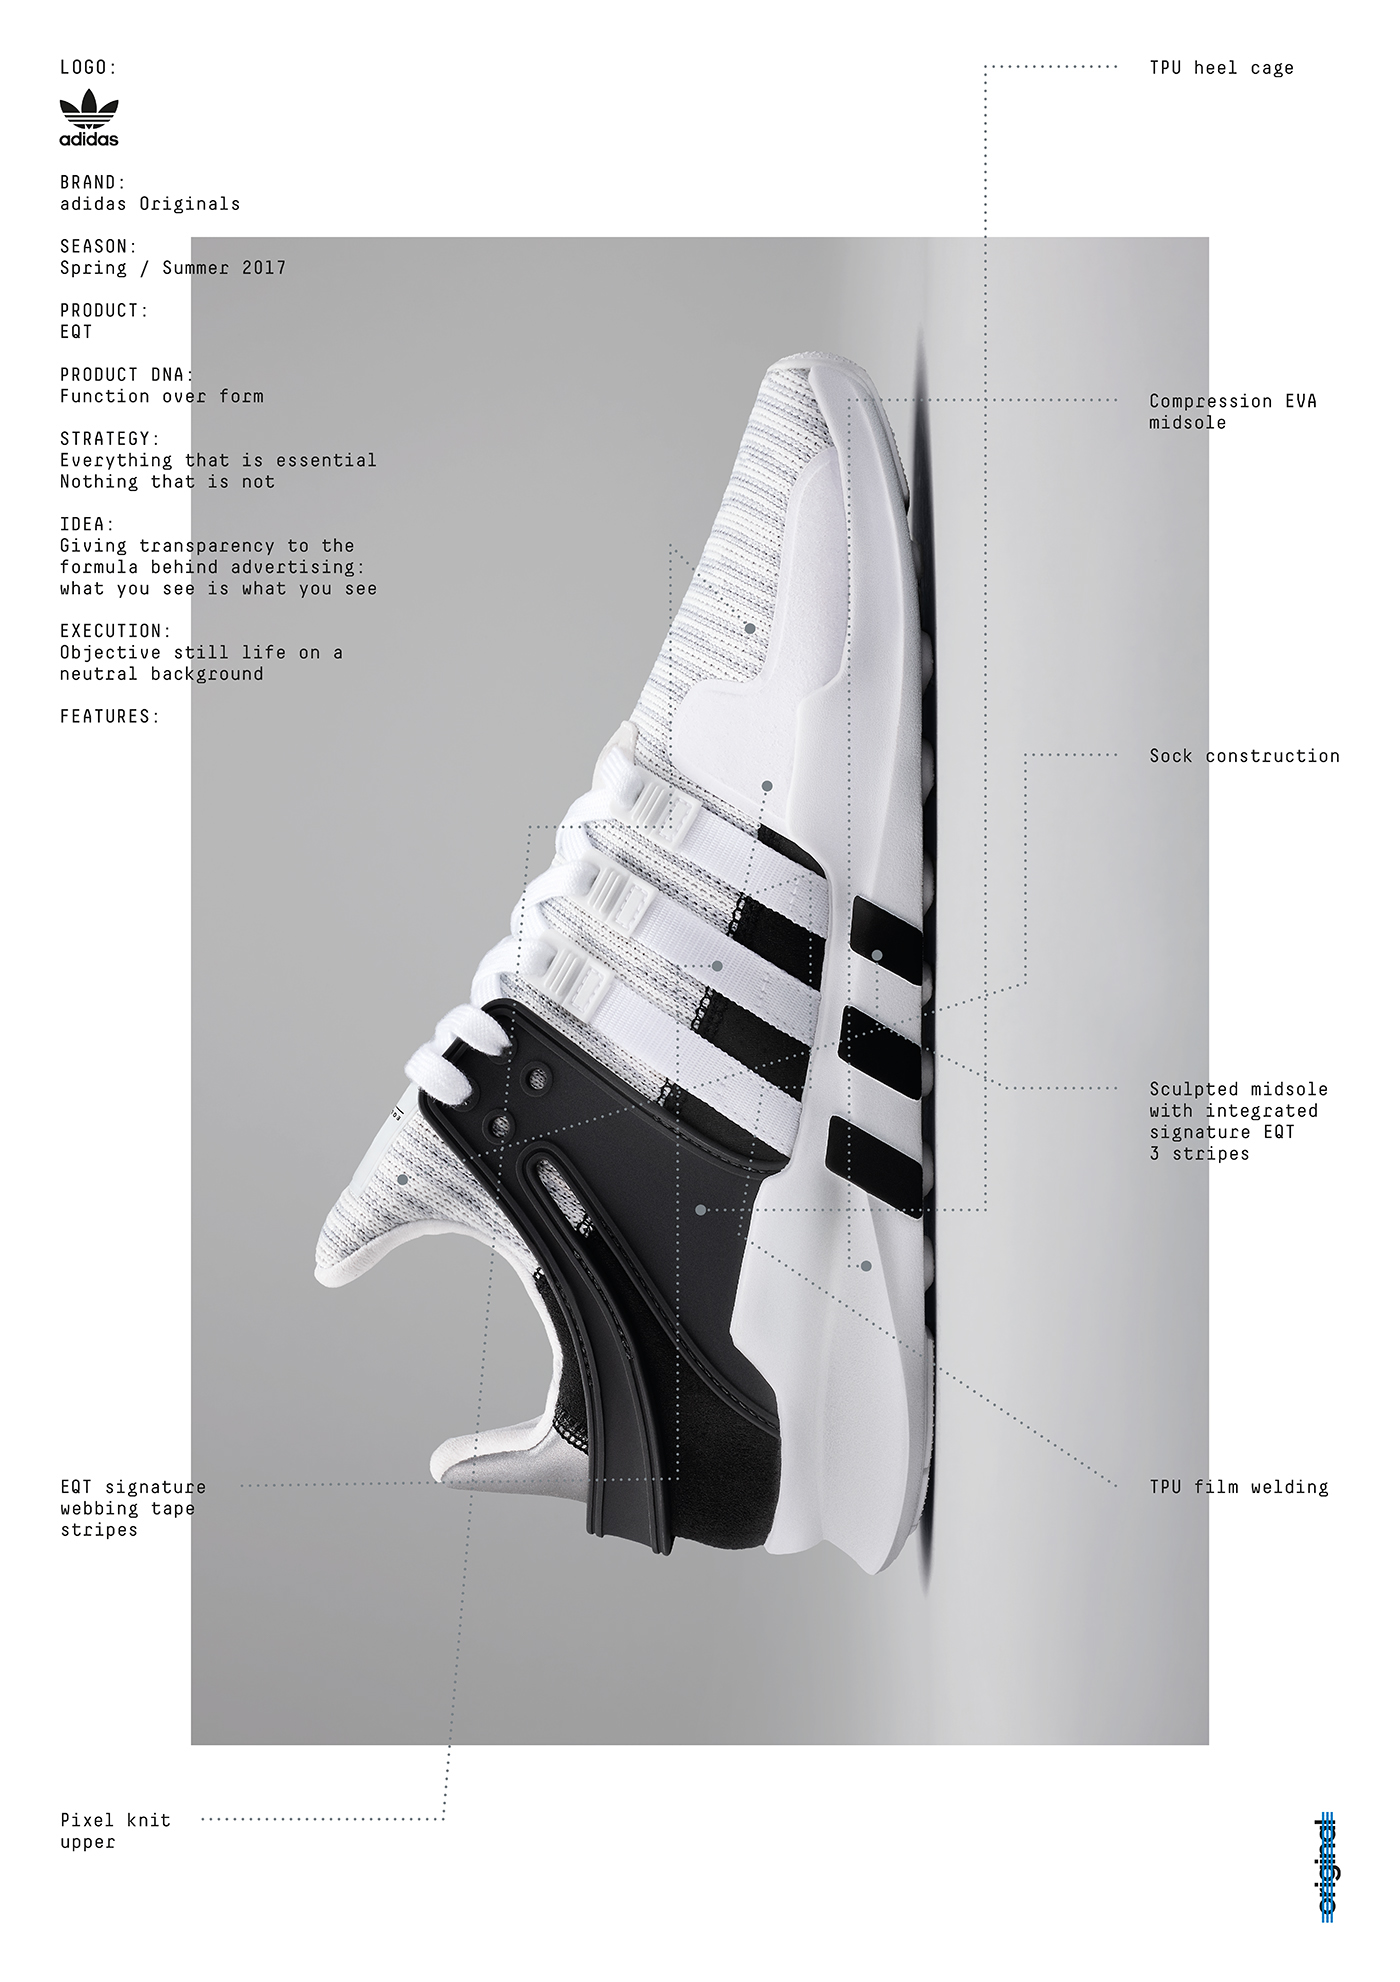 LOGO:
adidas
BRAND:
adidas Originals
SEASON:
Spring / Summer 2017
PRODUCT:
EQT
PRODUCT DNA:
Function over form
STRATEGY:
Everything that is essential
Nothing that is not
IDEA:
Giving transparency to the
formula behind advertising:
what you see is what you see
EXECUTION:
Objective still life on a
neutral background
FEATURES:
TPU heel cage
Compression EVA
midsole
Sock construction
Sculpted midsole
with integrated
signature EQT
3 stripes
TPU film welding
EQT signature
webbing tape
stripes
Pixel knit
upper
original